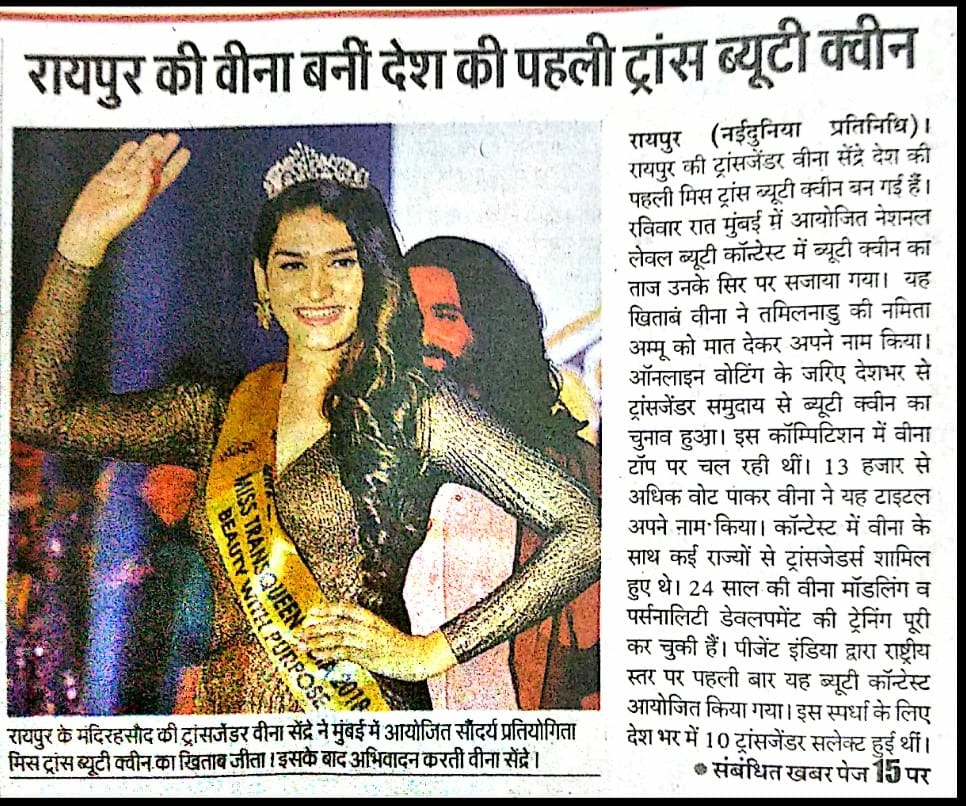 रायपुर की वीना बनीं देश की पहली ट्रांस ब्यूटी क्वीन
रायपुर (नईदुनिया प्रतिनिधि)।
रायपुर की ट्रांसजेंडर वीना सेंद्रे देश की
पहली मिस ट्रांस ब्यूटी क्वीन बन गई हैं।
रविवार रात मुंबई में आयोजित नेशनल
लेवल ब्यूटी कॉन्टेस्ट में ब्यूटी क्वीन का
ताज उनके सिर पर सजाया गया। यह
खिताब वीना ने तमिलनाडु की नमिता
अम्मू को मात देकर अपने नाम किया।
ऑनलाइन वोटिंग के जरिए देशभर से
ट्रांसजेंडर समुदाय से ब्यूटी क्वीन का
चुनाव हुआ। इस कॉम्पिटिशन में वीना
टॉप पर चल रही थीं। 13 हजार से
अधिक वोट पाकर वीना ने यह टाइटल
अपने नाम किया। कॉन्टेस्ट में वीना के
साथ कई राज्यों से ट्रांसजेडर्स शामिल
हुए थे। 24 साल की वीना मॉडलिंग व
पर्सनालिटी डेवलपमेंट की ट्रेनिंग पूरी
कर चुकी हैं। पीजेंट इंडिया द्वारा राष्ट्रीय
स्तर पर पहली बार यह ब्यूटी कॉन्टेस्ट
आयोजित किया गया। इस स्पर्धा के लिए
देश भर में 10 ट्रांसजेंडर सलेक्ट हुई थीं।
● संबंधित खबर पेज 15 पर
MISS TRANS QUEEN 2018
BEAUTY WITH PURPOSE
रायपुर के मंदिरहसौद की ट्रांसजेंडर वीना सेंद्रे ने मुंबई में आयोजित सौंदर्य प्रतियोगिता
मिस ट्रांस ब्यूटी क्वीन का खिताब जीता। इसके बाद अभिवादन करती वीना सेंद्रे।